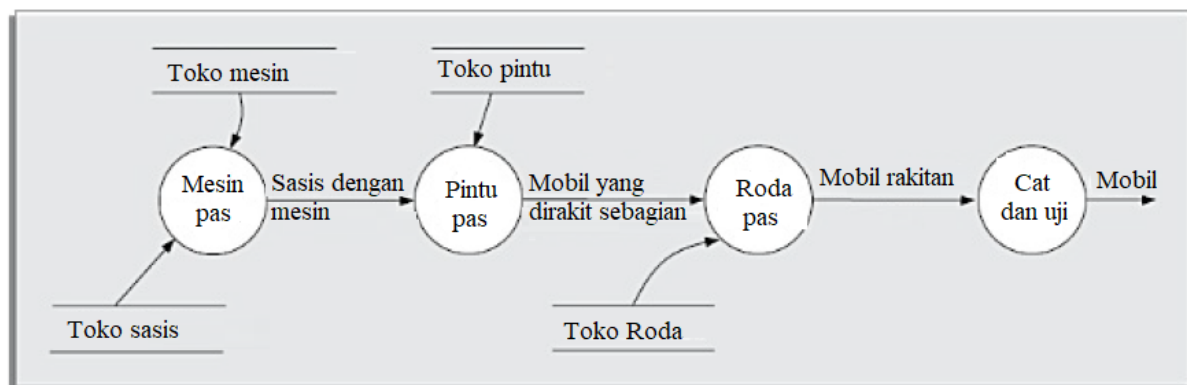 Toko mesin
Toko pintu
Mesin
pas
Sasis dengan
mesin
Pintu
pas
Mobil yang
dirakit sebagian
Roda
pas
Mobil rakitan
Cat
dan uji
Mobil
Toko sasis
Toko Roda